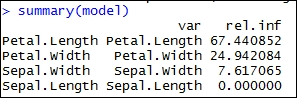 > summary(model)
var rel.inf
Petal.Length Petal.Length 67.440852
Petal.Width Petal.Width 24.942084
Sepal.Width Sepal.Width 7.617065
Sepal.Length Sepal.Length 0.000000